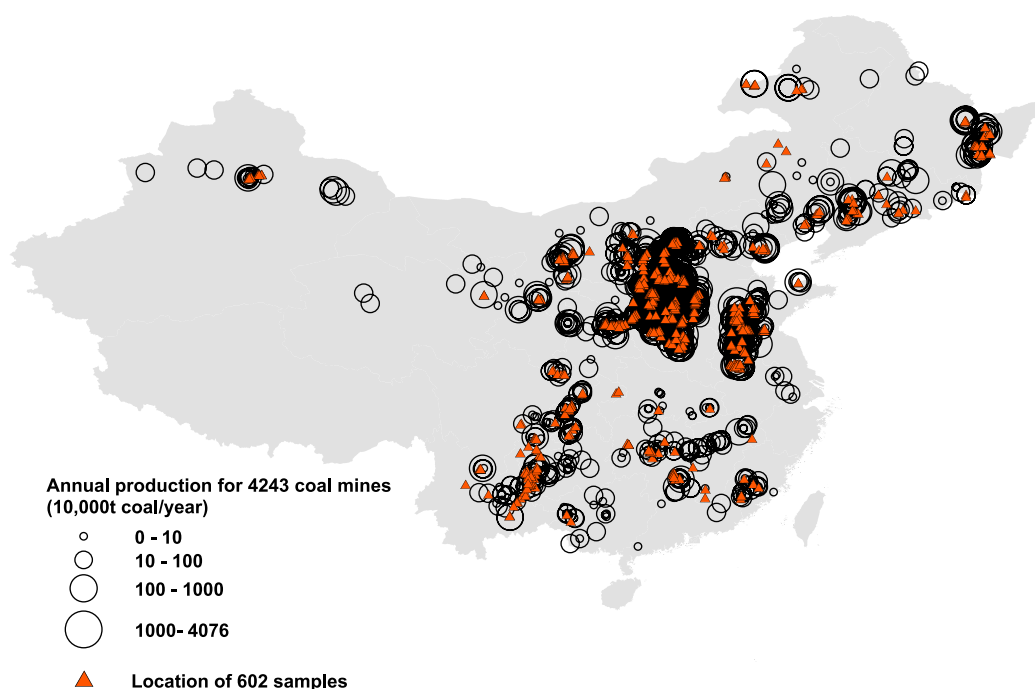 Annual production for 4243 coal mines
(10,000t coal/year)
0 - 10
10 - 100
100 - 1000
1000- 4076
Location of 602 samples